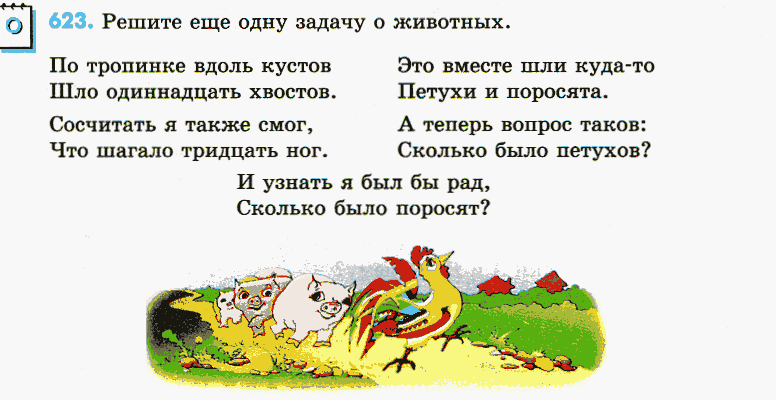 623. Решите еще одну задачу о животных.
По тропинке вдоль кустов
Шло одиннадцать хвостов.
Сосчитать я также смог,
Что шагало тридцать ног.
Это вместе шли куда-то
Петухи и поросята.
А теперь вопрос таков:
Сколько было петухов?
И узнать я был бы рад,
Сколько было поросят?